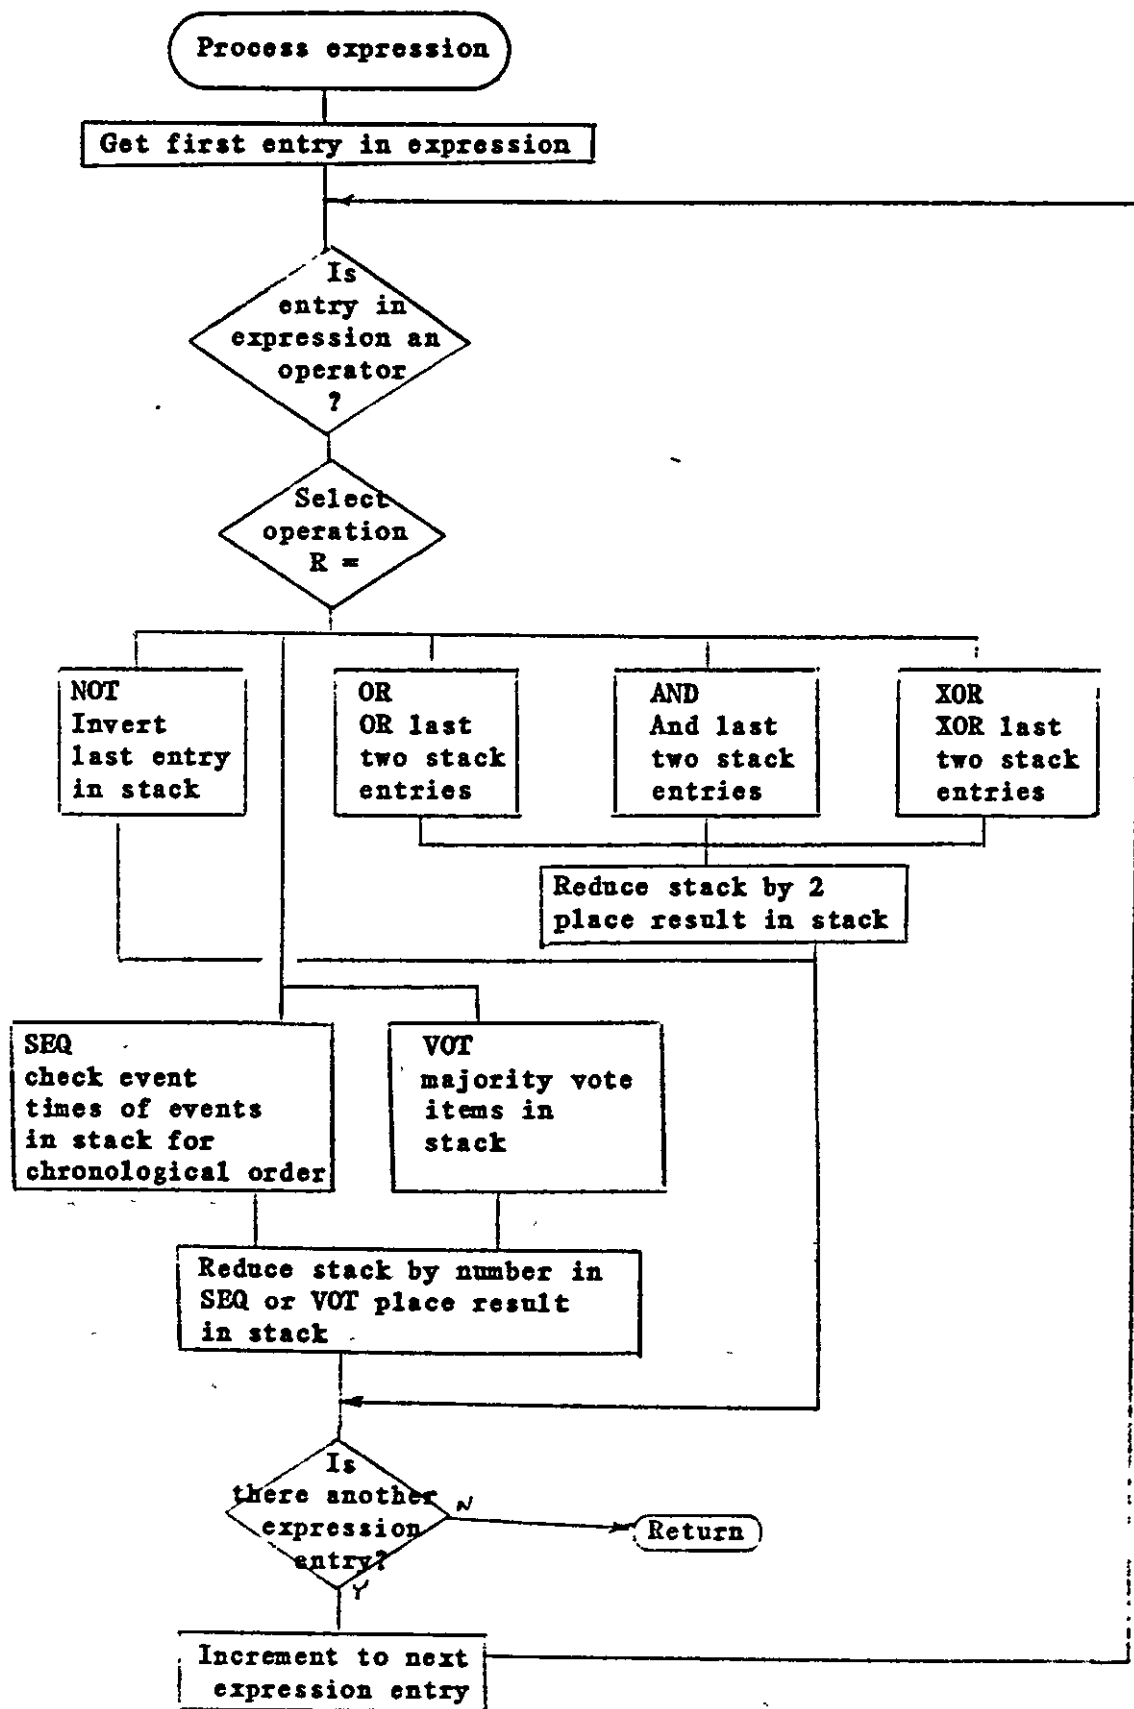 Process expression
Get first entry in expression
Is
entry in
expression an
operator
?
Select
operation
R =
NOT
Invert
last entry
in stack
OR
OR last
two stack
entries
AND
And last
two stack
entries
XOR
XOR last
two stack
entries
Reduce stack by 2
place result in stack
SEQ
check event
times of events
in stack for
chronological order
VOT
majority vote
items in
stack
Reduce stack by number in
SEQ or VOT place result
in stack
Is
there another
expression
entry?
N
Return
Y
Increment to next
expression entry